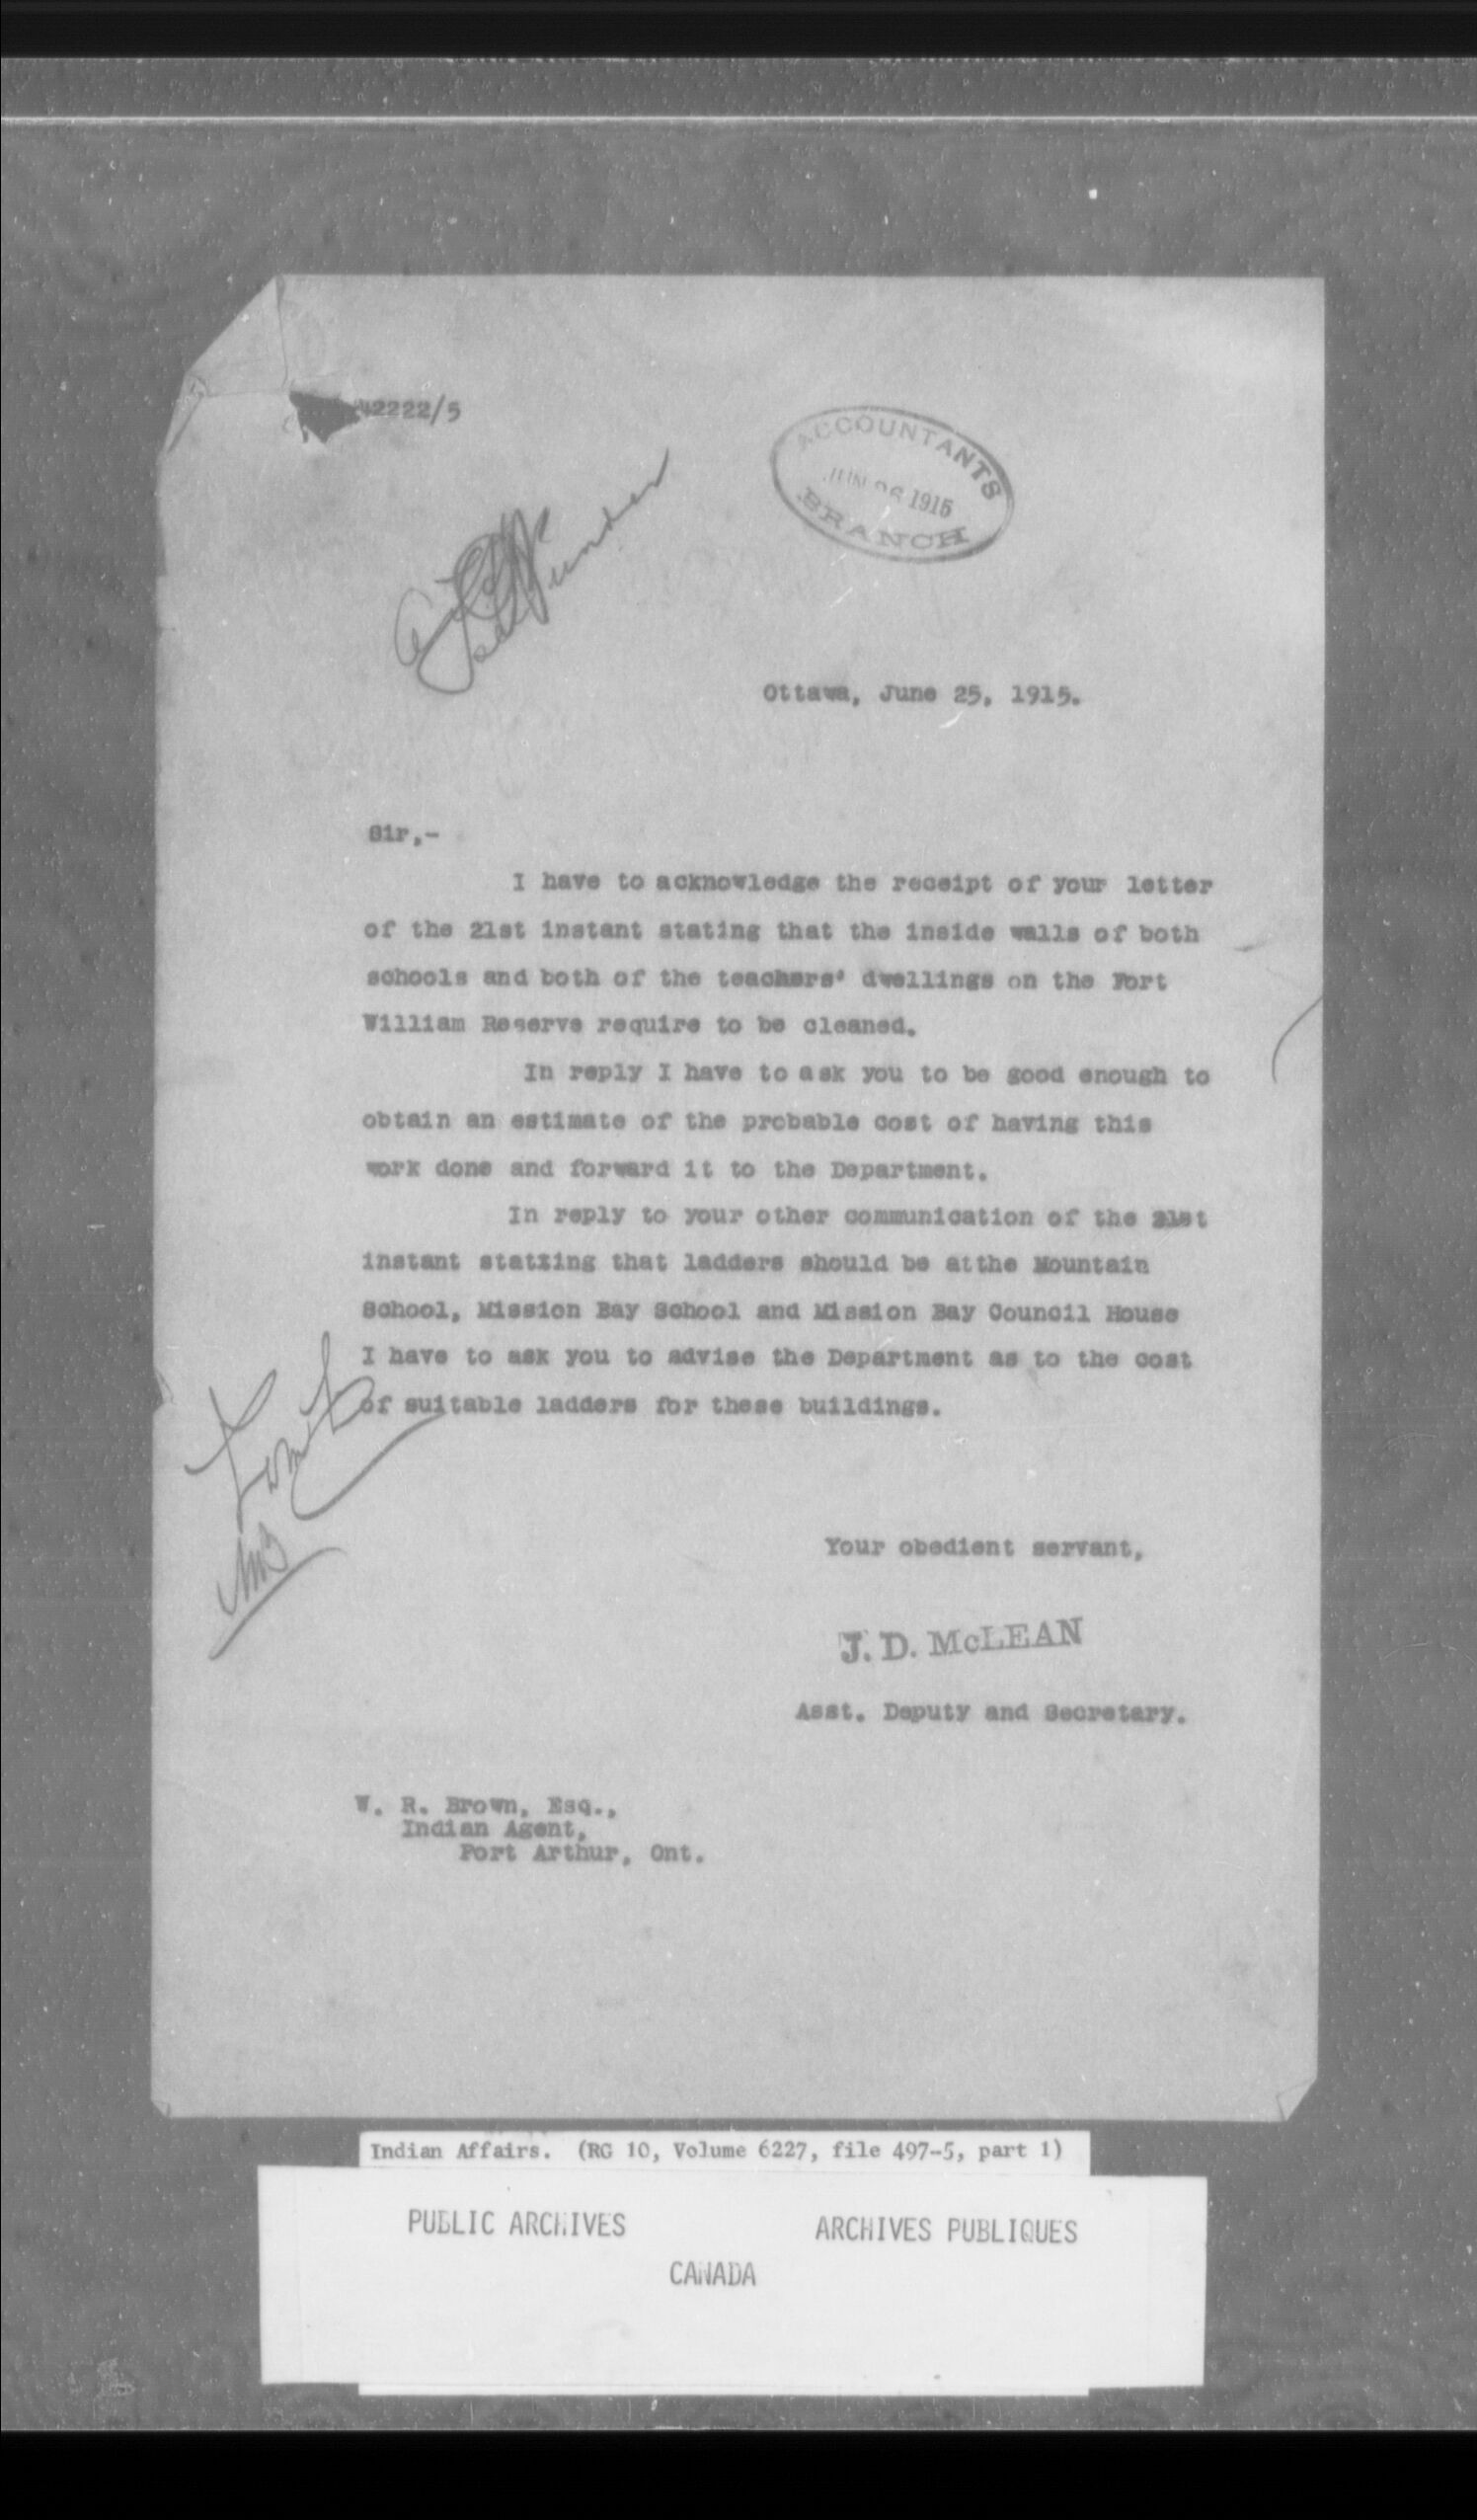 42222/5
ACCOUNTANTS
JUN 26 1915
BRANCH
Ottawa, June 25, 1915.
Sir,-
I have to acknowledge the receipt of your letter
of the 21st instant stating that the inside walls of both
schools and both of the teachers' dwellings on the Fort
William Reserve require to be cleaned.
In reply I have to ask you to be good enough to
obtain an estimate of the probable cost of having this
work done and forward it to the Department.
In reply to your other communication of the 21st
instant statxing that ladders should be atthe Mountain
School, Mission Bay School and Mission Bay Council House
I have to ask you to advise the Department as to the cost
of suitable ladders for these buildings.
Your obedient servant,
J. D. McLEAN
Asst. Deputy and Secretary.
W. R. Brown, Esq.,
Indian Agent,
Port Arthur, Ont.
Indian Affairs. (RG 10, Volume 6227, file 497-5, part 1)
PUBLIC ARCHIVES ARCHIVES PUBLIQUES
CANADA